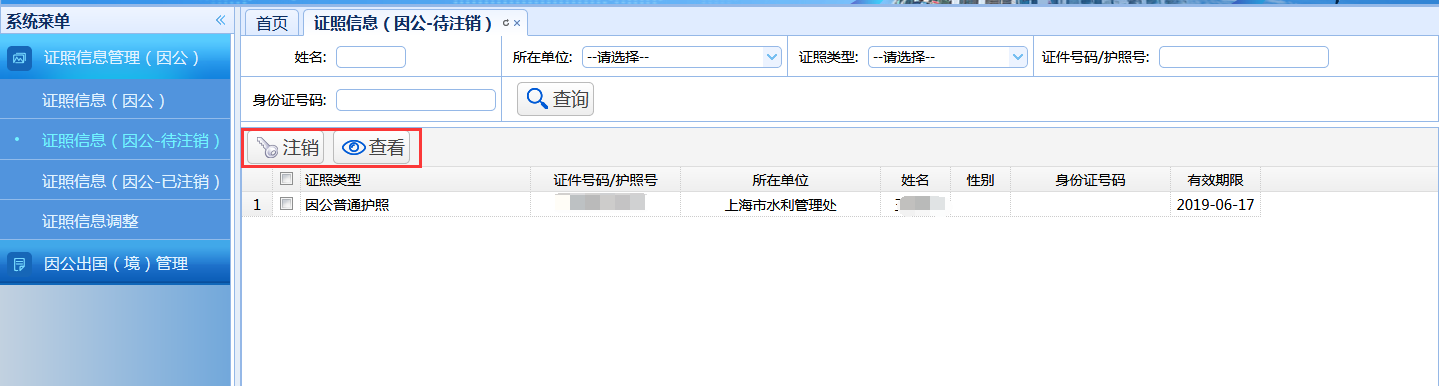 系统菜单
首页 证照信息（因公-待注销）
证照信息管理（因公）
证照信息（因公）
证照信息（因公-待注销）
证照信息（因公-已注销）
证照信息调整
因公出国（境）管理
姓名: 所在单位: --请选择-- 证照类型: --请选择-- 证件号码/护照号:
身份证号码: 查询
注销 查看
证照类型 证件号码/护照号 所在单位 姓名 性别 身份证号码 有效期限
1 因公普通护照 上海市水利管理处 2019-06-17